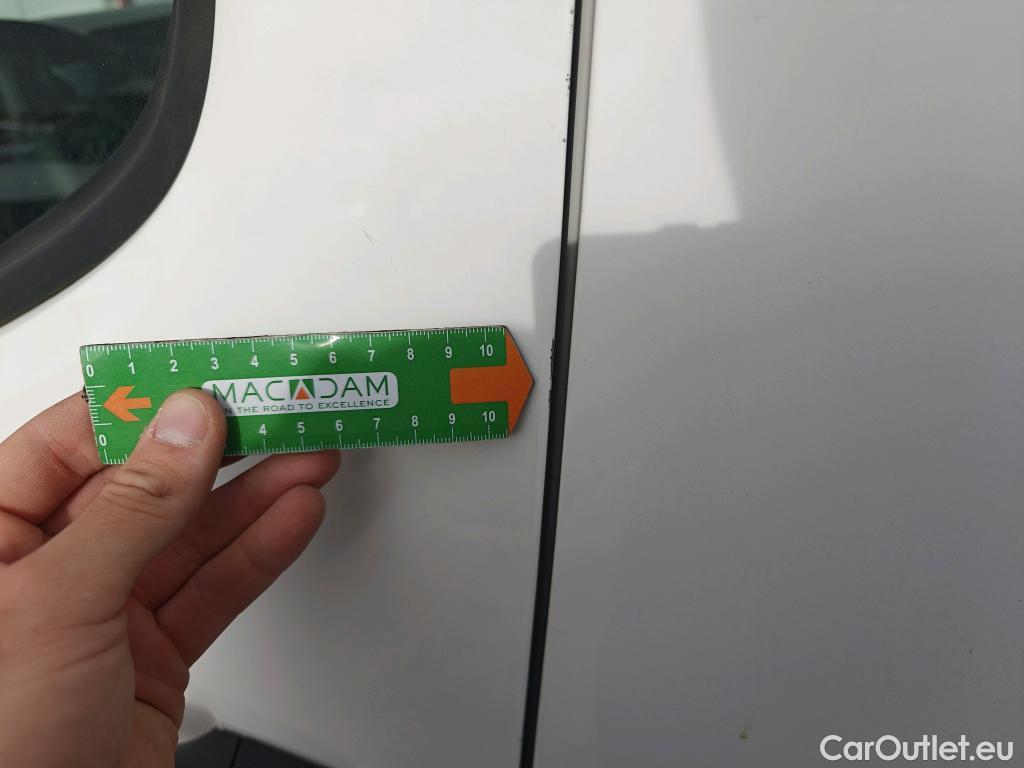 0 1 2 3 4 5 6 7 8 9 10
MACADAM
ON THE ROAD TO EXCELLENCE
0 4 5 6 7 8 9 10
CarOutlet.eu